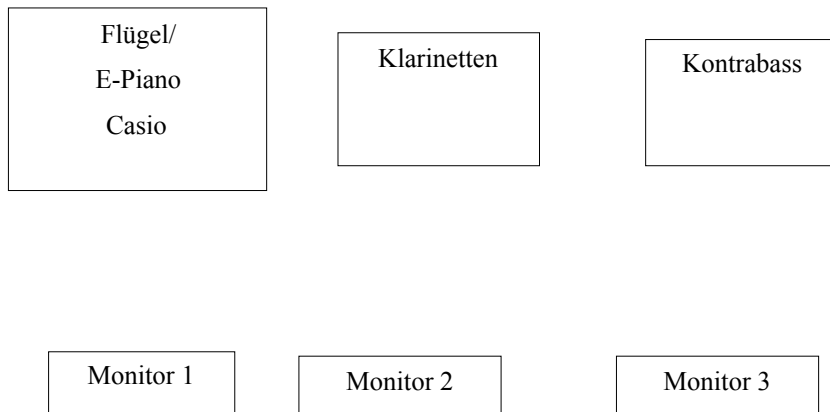 Flügel/
E-Piano
Casio
Klarinetten
Kontrabass
Monitor 1
Monitor 2
Monitor 3